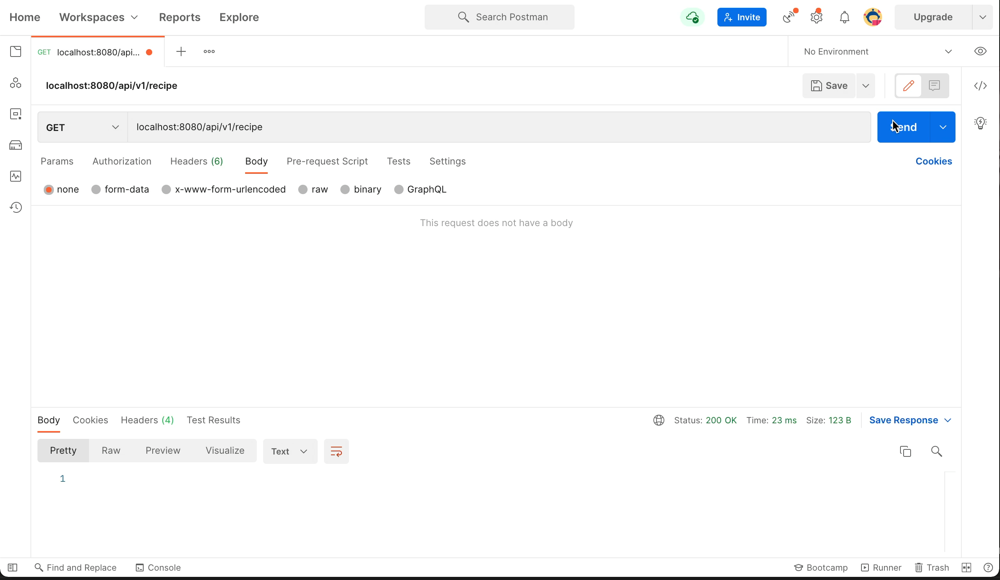 Home Workspaces Reports Explore Search Postman Invite Upgrade
GET localhost:8080/api... No Environment
localhost:8080/api/v1/recipe Save
GET localhost:8080/api/v1/recipe Send
Params Authorization Headers (6) Body Pre-request Script Tests Settings Cookies
none form-data x-www-form-urlencoded raw binary GraphQL
This request does not have a body
Body Cookies Headers (4) Test Results Status: 200 OK Time: 23 ms Size: 123 B Save Response
Pretty Raw Preview Visualize Text
1
Find and Replace Console Bootcamp Runner Trash